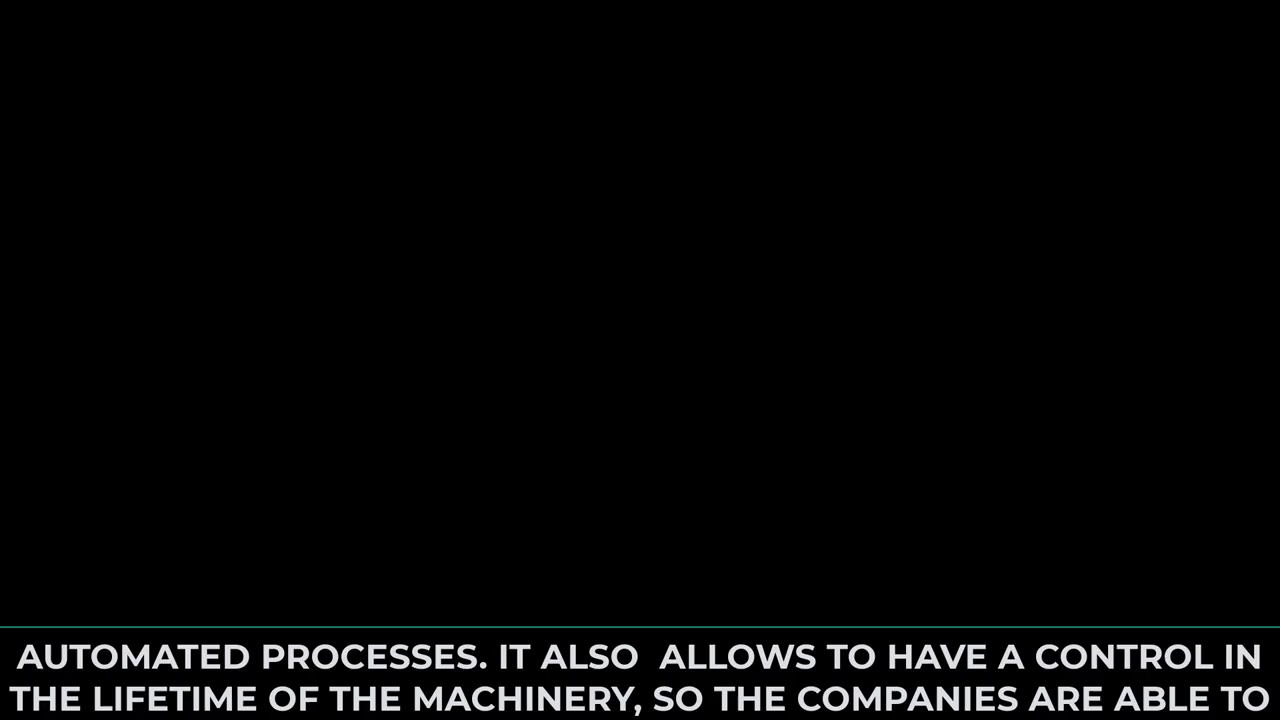 AUTOMATED PROCESSES. IT ALSO  ALLOWS TO HAVE A CONTROL IN
THE LIFETIME OF THE MACHINERY, SO THE COMPANIES ARE ABLE TO